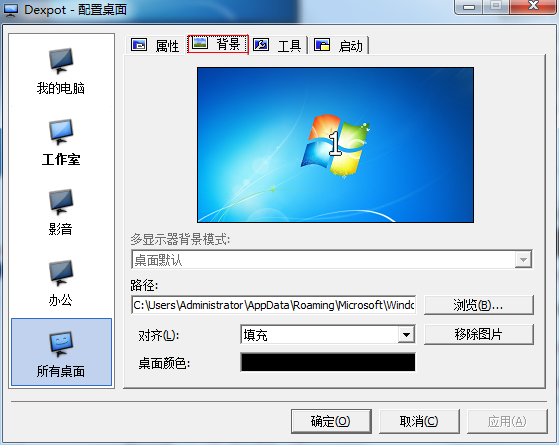 Dexpot - 配置桌面
我的电脑
工作室
影音
办公
所有桌面
属性 背景 工具 启动
1
多显示器背景模式:
桌面默认
路径:
C:\Users\Administrator\AppData\Roaming\Microsoft\Windo 浏览(B)...
对齐(L): 填充 移除图片
桌面颜色:
确定(O) 取消(C) 应用(A)